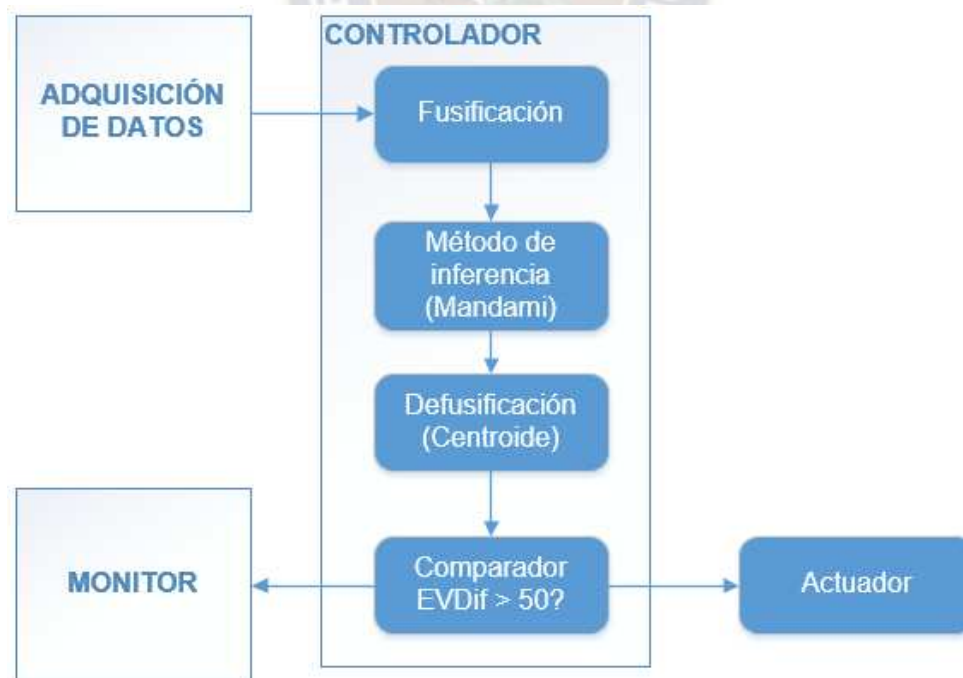 CONTROLADOR
ADQUISICIÓN
DE DATOS
Fusificación
Método de
inferencia
(Mandami)
Defusificación
(Centroide)
MONITOR
Comparador
EVDif > 50?
Actuador